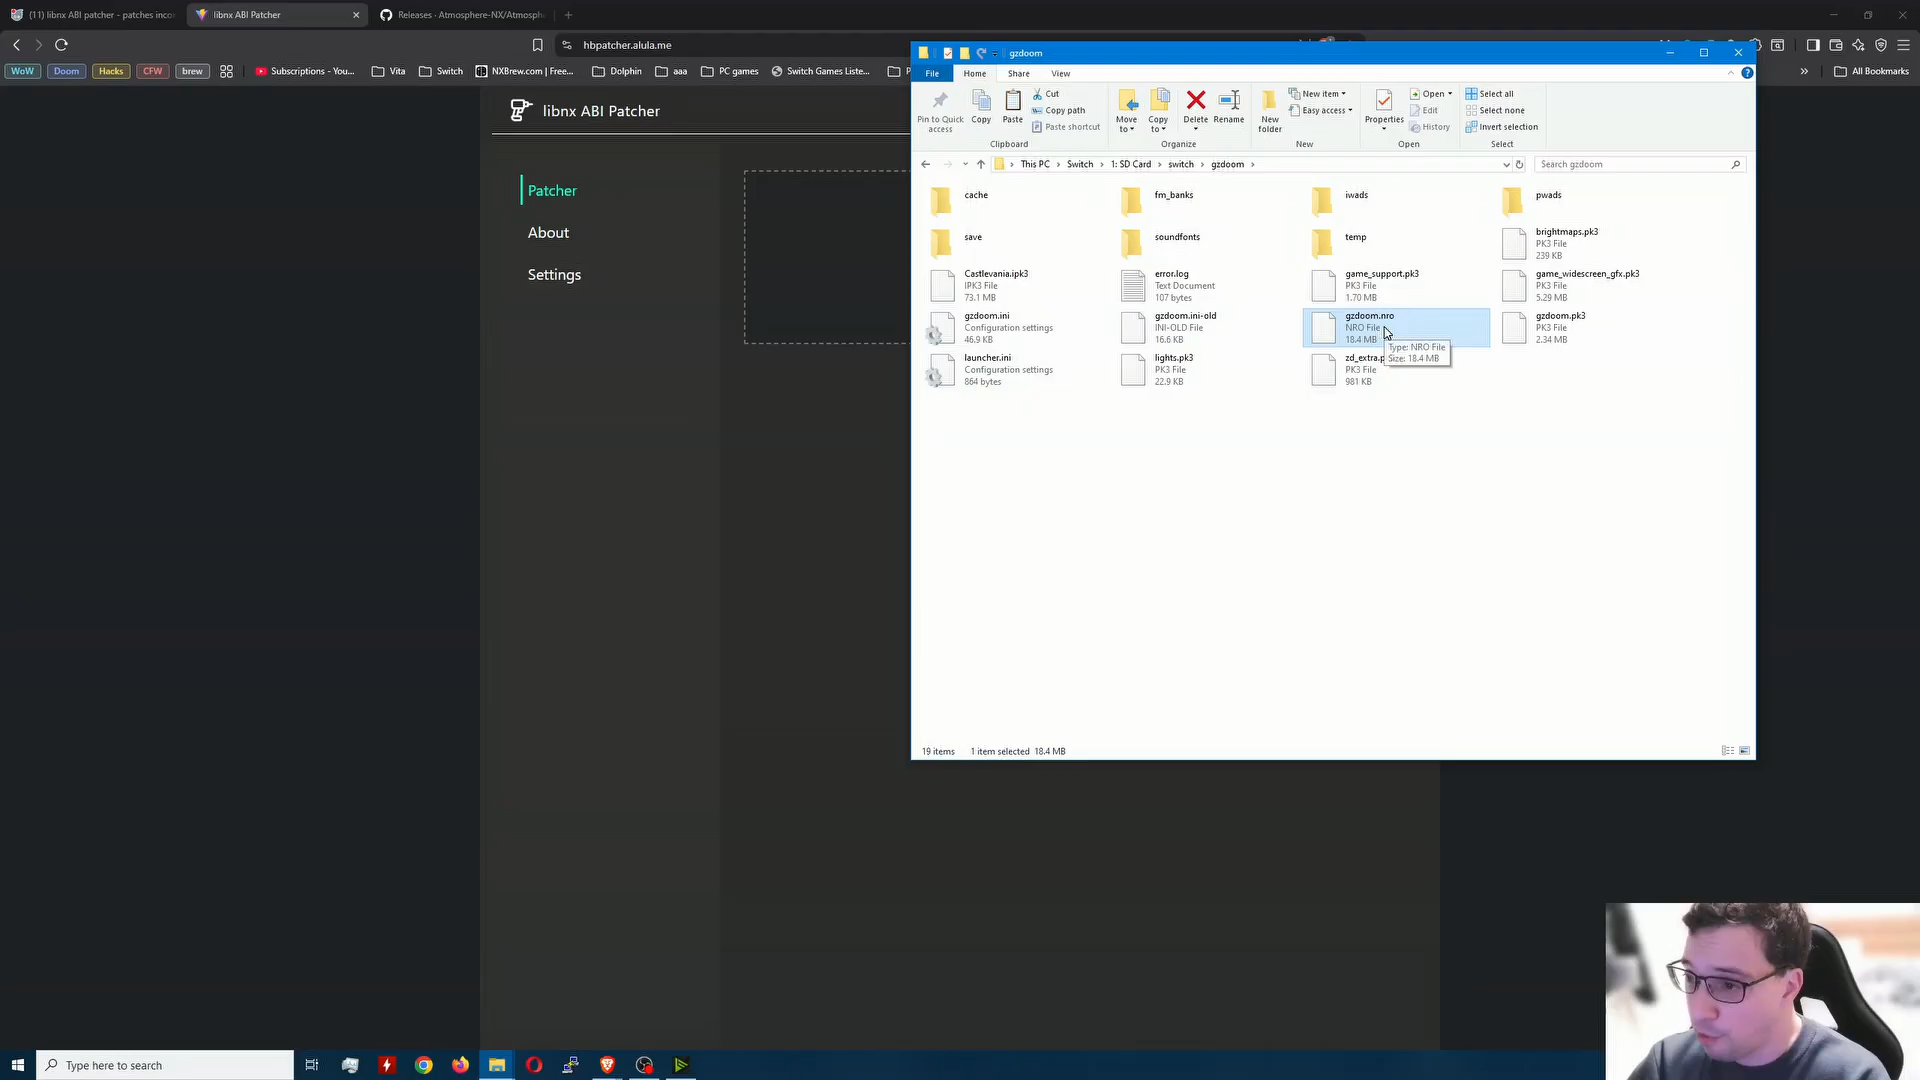 (11) libnx ABI patcher - patches inco
libnx ABI Patcher
Releases · Atmosphere-NX/Atmosph
hbpatcher.alula.me
WoW
Doom
Hacks
CFW
brew
Subscriptions - You...
Vita
Switch
NXBrew.com | Free...
Dolphin
aaa
PC games
Switch Games Liste...
All Bookmarks
libnx ABI Patcher
Patcher
About
Settings
gzdoom
File
Home
Share
View
Pin to Quick access
Copy
Paste
Cut
Copy path
Paste shortcut
Clipboard
Move to
Copy to
Delete
Rename
Organize
New folder
New item
Easy access
New
Properties
Open
Edit
History
Open
Select all
Select none
Invert selection
Select
This PC
Switch
1: SD Card
switch
gzdoom
Search gzdoom
cache
fm_banks
iwads
pwads
save
soundfonts
temp
brightmaps.pk3
PK3 File
239 KB
Castlevania.ipk3
IPK3 File
73.1 MB
error.log
Text Document
107 bytes
game_support.pk3
PK3 File
1.70 MB
game_widescreen_gfx.pk3
PK3 File
5.29 MB
gzdoom.ini
Configuration settings
46.9 KB
gzdoom.ini-old
INI-OLD File
16.6 KB
gzdoom.nro
NRO File
18.4 MB
gzdoom.pk3
PK3 File
2.34 MB
launcher.ini
Configuration settings
864 bytes
lights.pk3
PK3 File
22.9 KB
zd_extra.p
PK3 File
981 KB
Type: NRO File
Size: 18.4 MB
19 items
1 item selected 18.4 MB
Type here to search